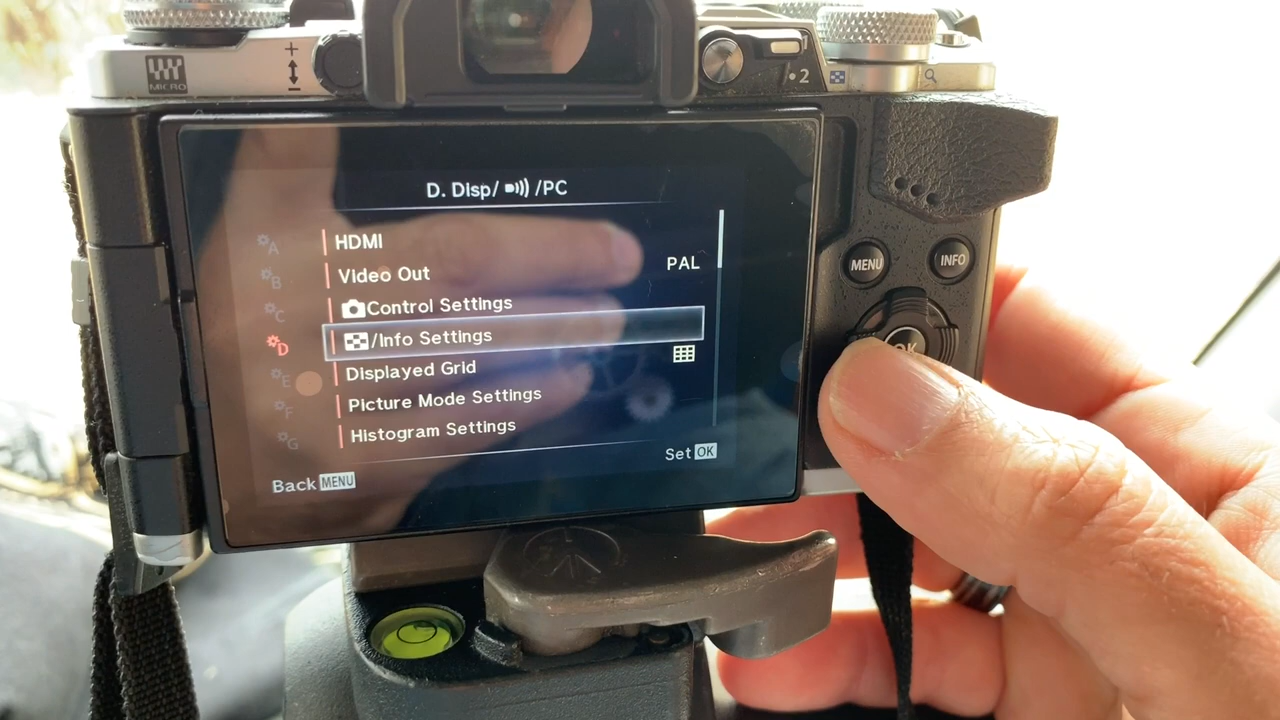 MICRO
1
2
D. Disp/ /PC
A
B
C
D
E
F
G
HDMI
Video Out PAL
Control Settings
/Info Settings
Displayed Grid
Picture Mode Settings
Histogram Settings
Back MENU
Set OK
MENU
INFO
OK